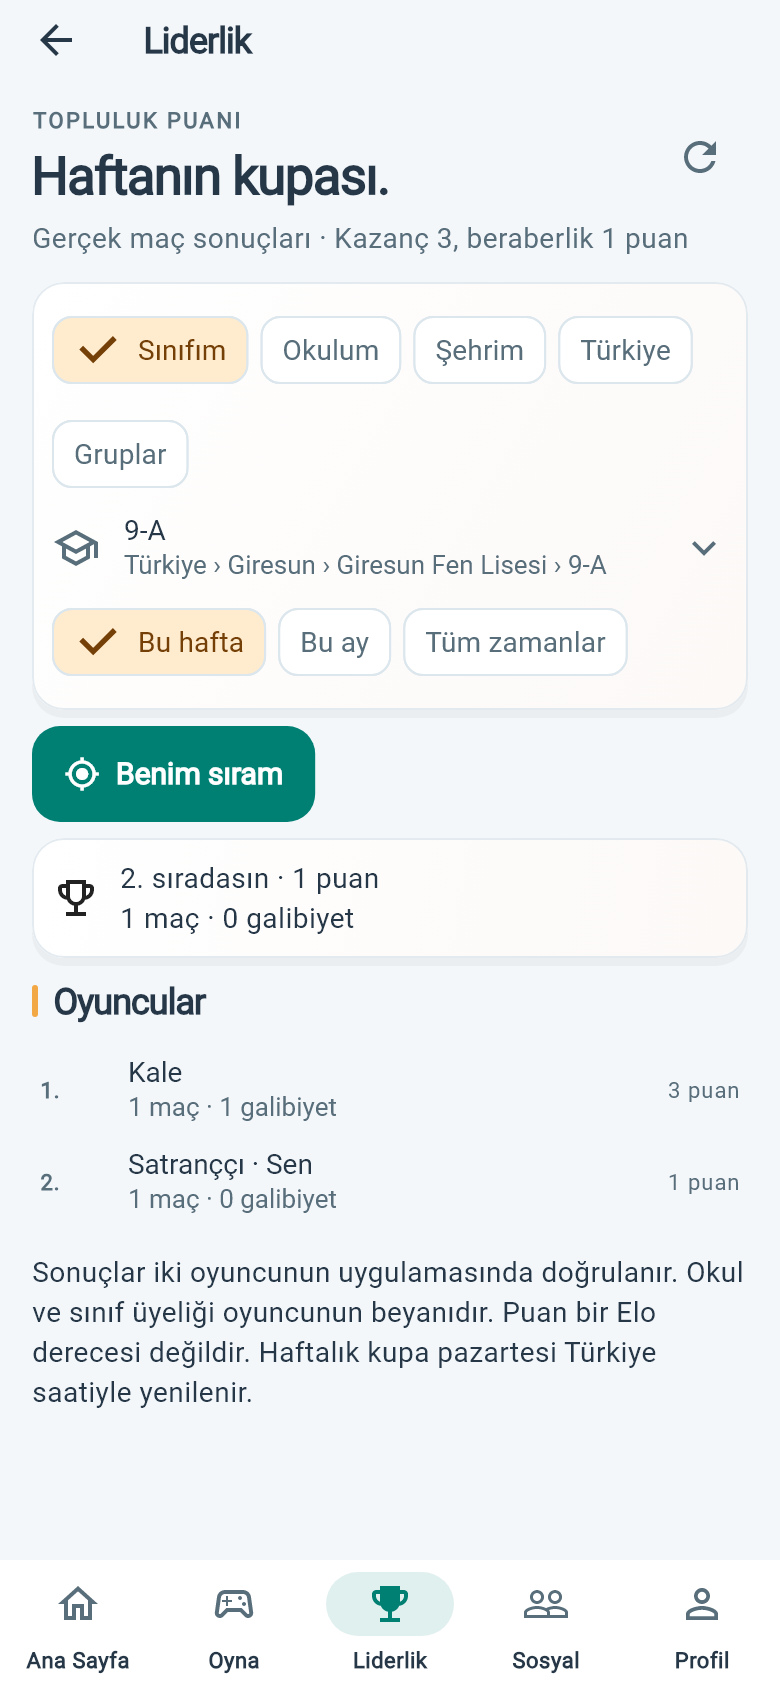 Liderlik
TOPLULUK PUANI
Haftanın kupası.
Gerçek maç sonuçları · Kazanç 3, beraberlik 1 puan
Sınıfım
Okulum
Şehrim
Türkiye
Gruplar
9-A
Türkiye › Giresun › Giresun Fen Lisesi › 9-A
Bu hafta
Bu ay
Tüm zamanlar
Benim sıram
2. sıradasın · 1 puan
1 maç · 0 galibiyet
Oyuncular
1.
Kale
1 maç · 1 galibiyet
3 puan
2.
Satrançcı · Sen
1 maç · 0 galibiyet
1 puan
Sonuçlar iki oyuncunun uygulamasında doğrulanır. Okul
ve sınıf üyeliği oyuncunun beyanıdır. Puan bir Elo
derecesi değildir. Haftalık kupa pazartesi Türkiye
saatiyle yenilenir.
Ana Sayfa
Oyna
Liderlik
Sosyal
Profil